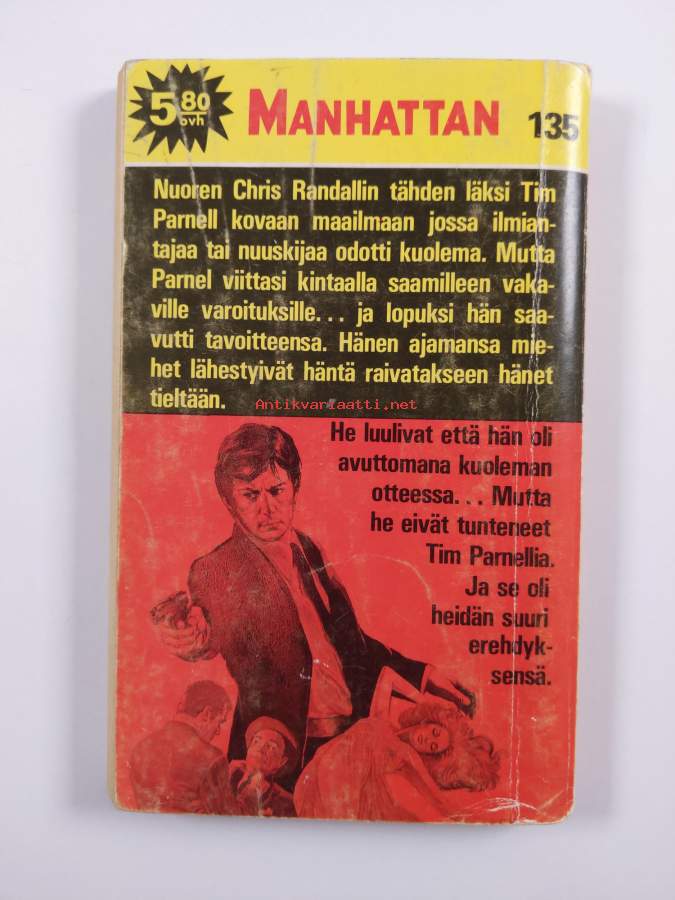 5 80
ovh
MANHATTAN 135
Nuoren Chris Randallin tähden läksi Tim
Parnell kovaan maailmaan jossa ilmian-
tajaa tai nuuskijaa odotti kuolema. Mutta
Parnel viittasi kintaalla saamilleen vaka-
ville varoituksille... ja lopuksi hän saa-
vutti tavoitteensa. Hänen ajamansa mie-
het lähestyivät häntä raivatakseen hänet
tieltään.
Antikvariaatti.net
He luulivat että hän oli
avuttomana kuoleman
otteessa... Mutta
he eivät tunteneet
Tim Parnellia.
Ja se oli
heidän suuri
erehdyk-
sensä.